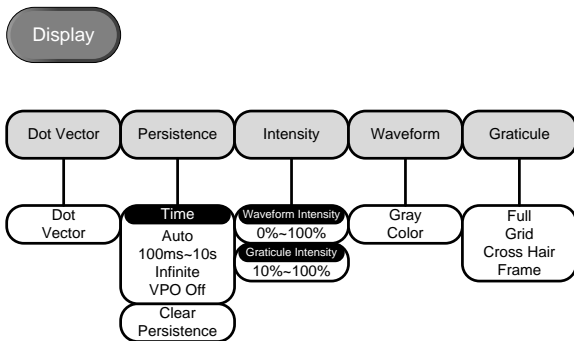 Display
Dot Vector
Persistence
Intensity
Waveform
Graticule
Dot
Vector
Time
Auto
100ms~10s
Infinite
VPO Off
Clear
Persistence
Waveform Intensity
0%~100%
Graticule Intensity
10%~100%
Gray
Color
Full
Grid
Cross Hair
Frame